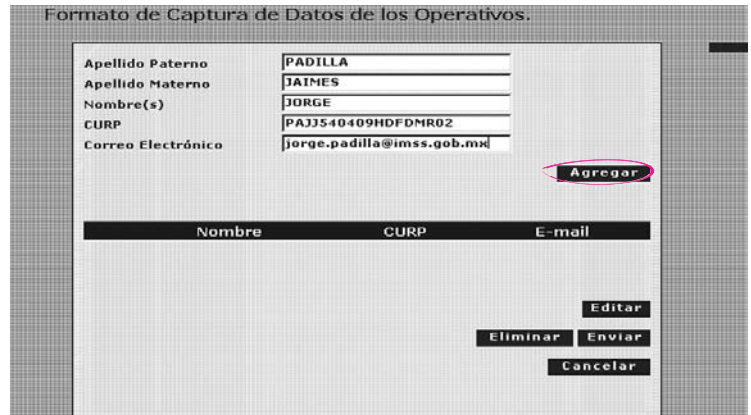 Formato de Captura de Datos de los Operativos.
Apellido Paterno PADILLA
Apellido Materno JAIMES
Nombre(s) JORGE
CURP PAJJ540409HDFDMR02
Correo Electrónico jorge.padilla@imss.gob.mx
Agregar
Nombre CURP E-mail
Editar
Eliminar Enviar
Cancelar